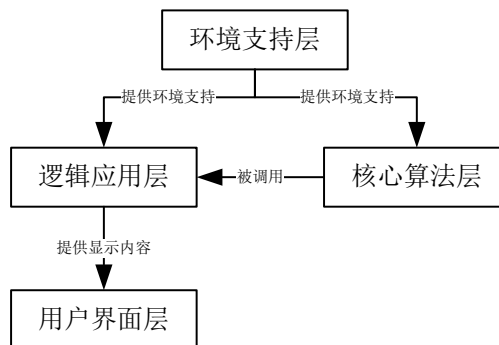 环境支持层
提供环境支持
提供环境支持
逻辑应用层
被调用
核心算法层
提供显示内容
用户界面层